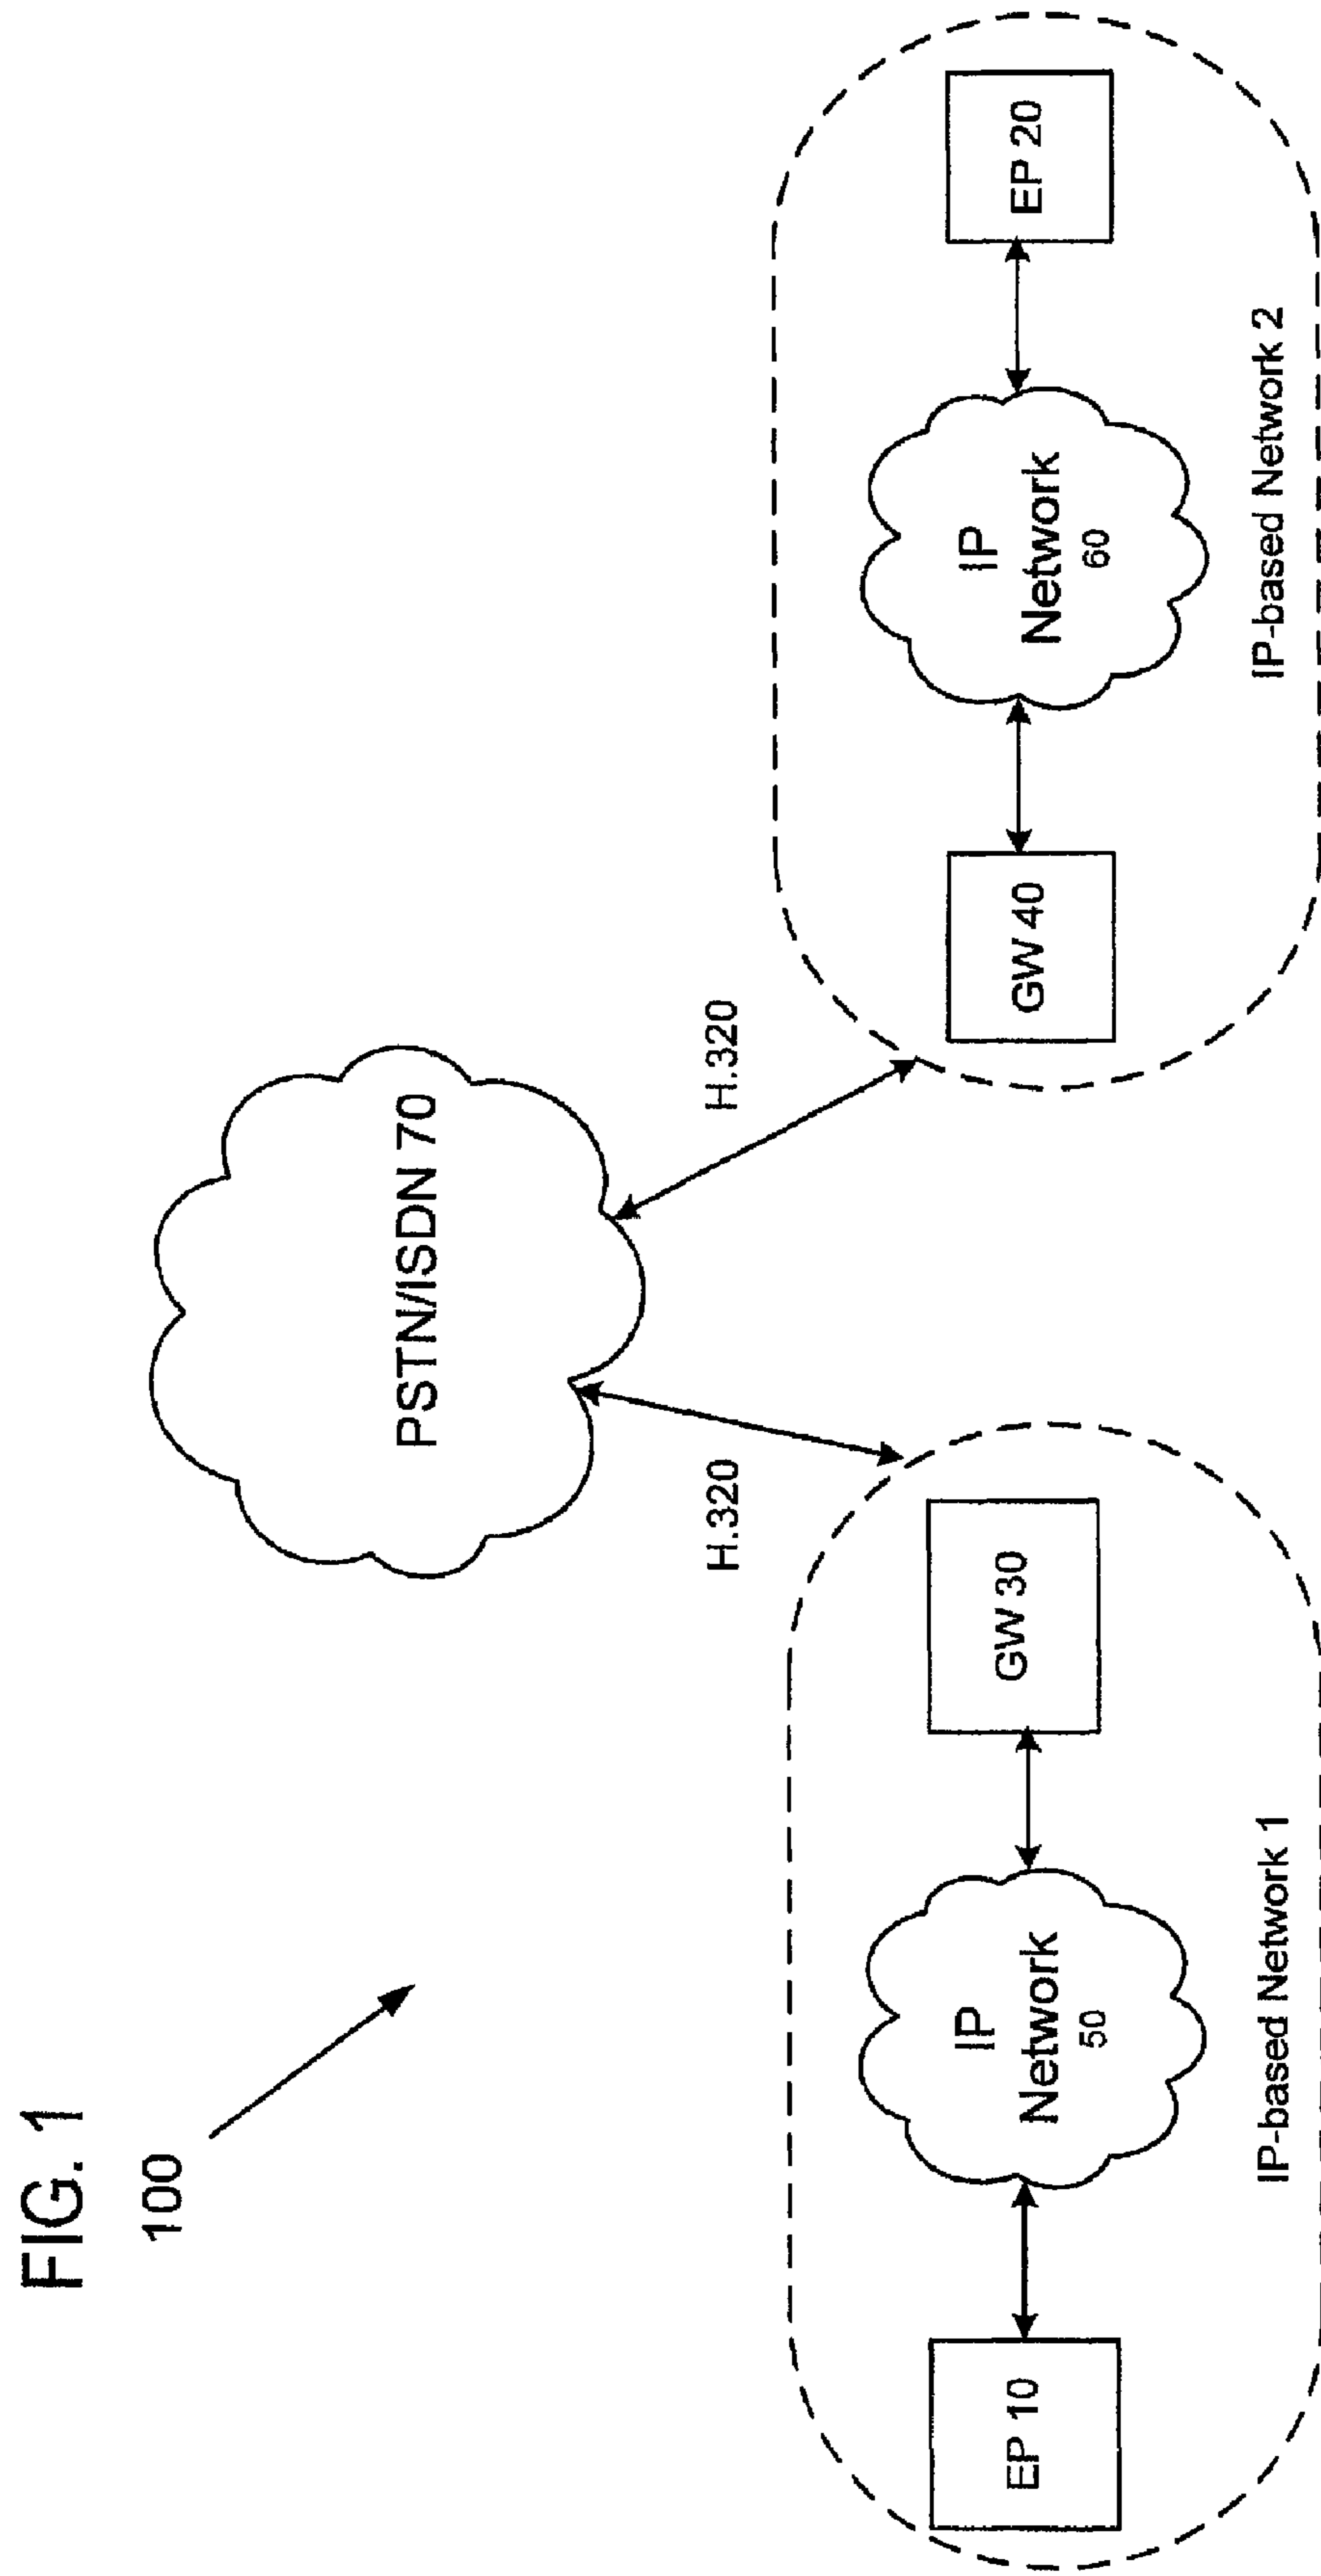 FIG. 1
100
PSTN/ISDN 70
H.320
H.320
EP 10
IP
Network
50
GW 30
IP-based Network 1
GW 40
IP
Network
60
EP 20
IP-based Network 2